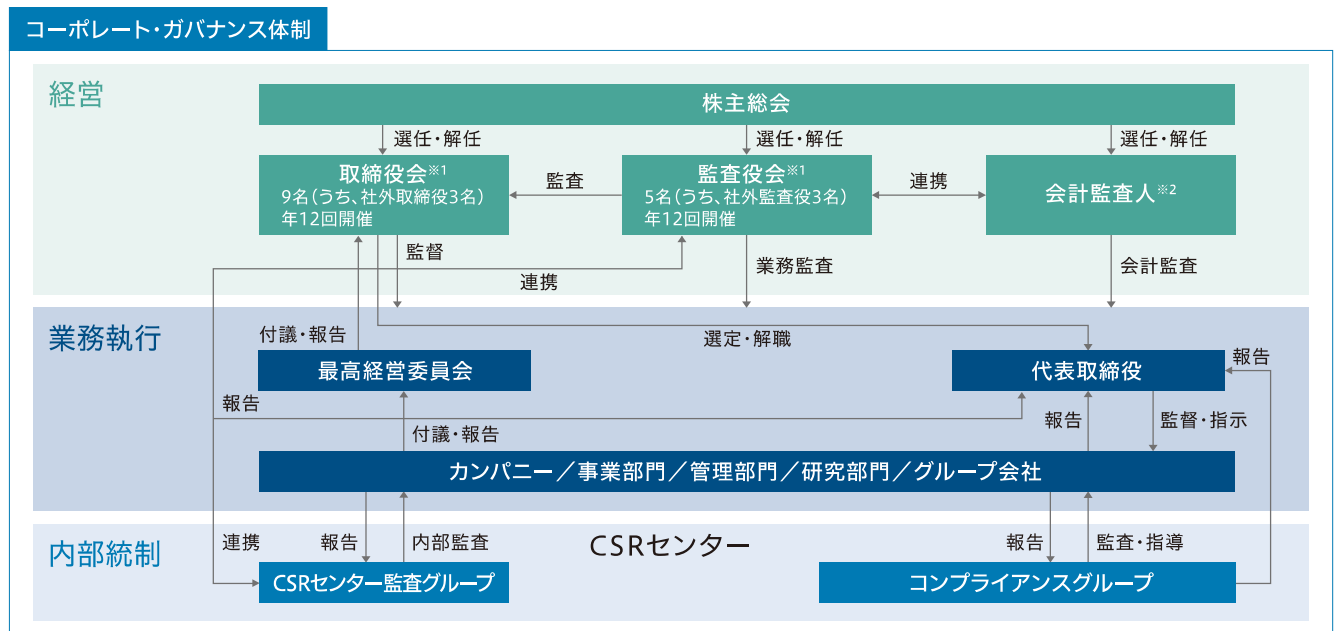 コーポレート・ガバナンス体制
経営
株主総会
選任・解任
選任・解任
選任・解任
取締役会※1
9名（うち、社外取締役3名）
年12回開催
監査
監査役会※1
5名（うち、社外監査役3名）
年12回開催
連携
会計監査人※2
監督
連携
業務監査
会計監査
業務執行
付議・報告
選定・解職
最高経営委員会
代表取締役
報告
報告
付議・報告
報告
監督・指示
カンパニー／事業部門／管理部門／研究部門／グループ会社
内部統制
連携
報告
内部監査
CSRセンター
報告
監査・指導
CSRセンター監査グループ
コンプライアンスグループ